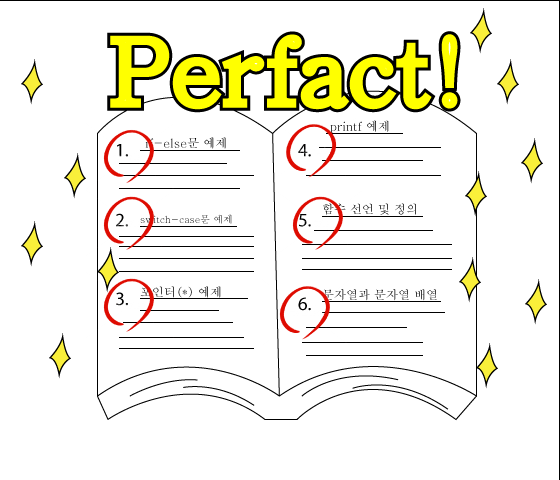 Perfact!
1. if-else문 예제
2. switch-case문 예제
3. 포인터(*) 예제
4. printf 예제
5. 함수 선언 및 정의
6. 문자열과 문자열 배열